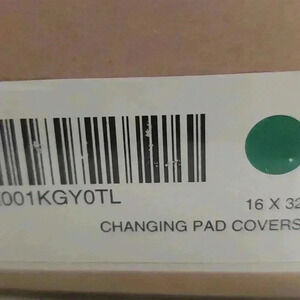 001KGY0TL
16 X 32
CHANGING PAD COVERS